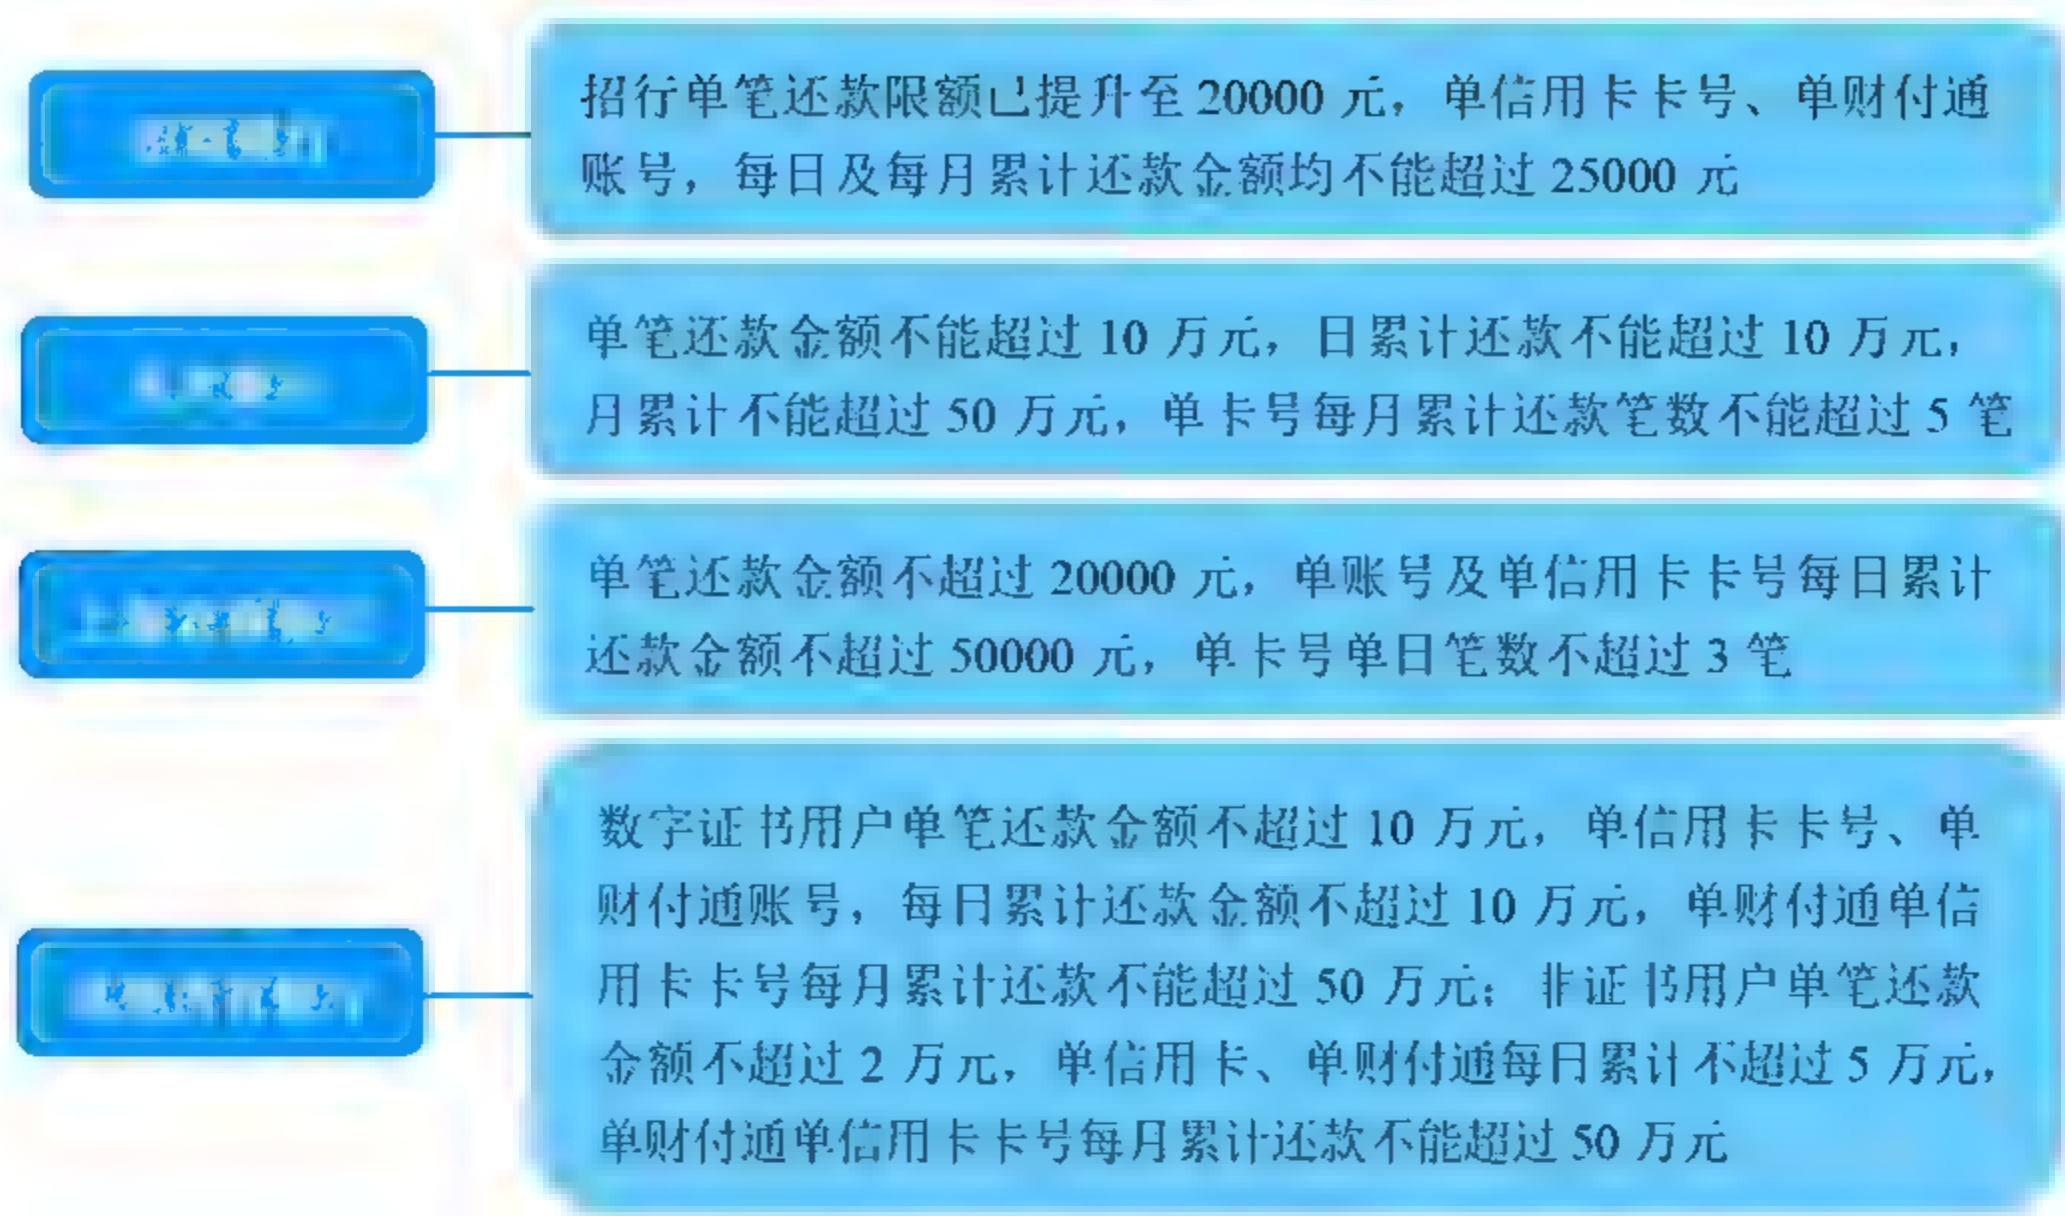 招行单笔还款限额已提升至 20000 元，单信用卡卡号、单财付通
账号，每日及每月累计还款金额均不能超过 25000 元
单笔还款金额不能超过 10 万元，日累计还款不能超过 10 万元，
月累计不能超过 50 万元，单卡号每月累计还款笔数不能超过 5 笔
单笔还款金额不超过 20000 元，单账号及单信用卡卡号每日累计
还款金额不超过 50000 元，单卡号单日笔数不超过 3 笔
数字证书用户单笔还款金额不超过 10 万元，单信用卡卡号、单
财付通账号，每日累计还款金额不超过 10 万元，单财付通单信
用卡卡号每月累计还款不能超过 50 万元；非证书用户单笔还款
金额不超过 2 万元，单信用卡、单财付通每日累计不超过 5 万元，
单财付通单信用卡卡号每月累计还款不能超过 50 万元